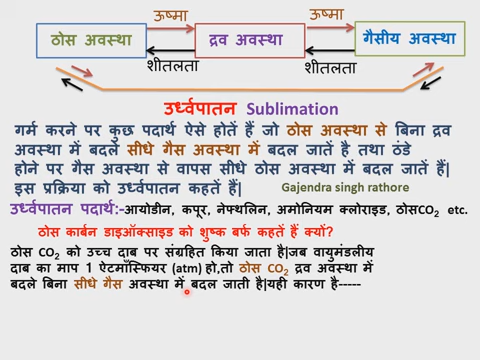 ऊष्मा ऊष्मा
ठोस अवस्था द्रव अवस्था गैसीय अवस्था
शीतलता शीतलता
उर्ध्वपातन Sublimation
गर्म करने पर कुछ पदार्थ ऐसे होतें हैं जो ठोस अवस्था से बिना द्रव
अवस्था में बदले सीधे गैस अवस्था में बदल जाते है तथा ठंडे
होने पर गैस अवस्था से वापस सीधे ठोस अवस्था में बदल जातें हैं|
इस प्रक्रिया को उर्ध्वपातन कहतें हैं| Gajendra singh rathore
उर्ध्वपातन पदार्थ:-आयोडीन, कपूर, नेफ्थलिन, अमोनियम क्लोराइड, ठोसCO₂ etc.
ठोस कार्बन डाइऑक्साइड को शुष्क बर्फ कहतें हैं क्यों?
ठोस CO₂ को उच्च दाब पर संग्रहित किया जाता है|जब वायुमंडलीय
दाब का माप 1 ऐटमॉस्फियर (atm) हो,तो ठोस CO₂ द्रव अवस्था में
बदले बिना सीधे गैस अवस्था में बदल जाती है|यही कारण है-----